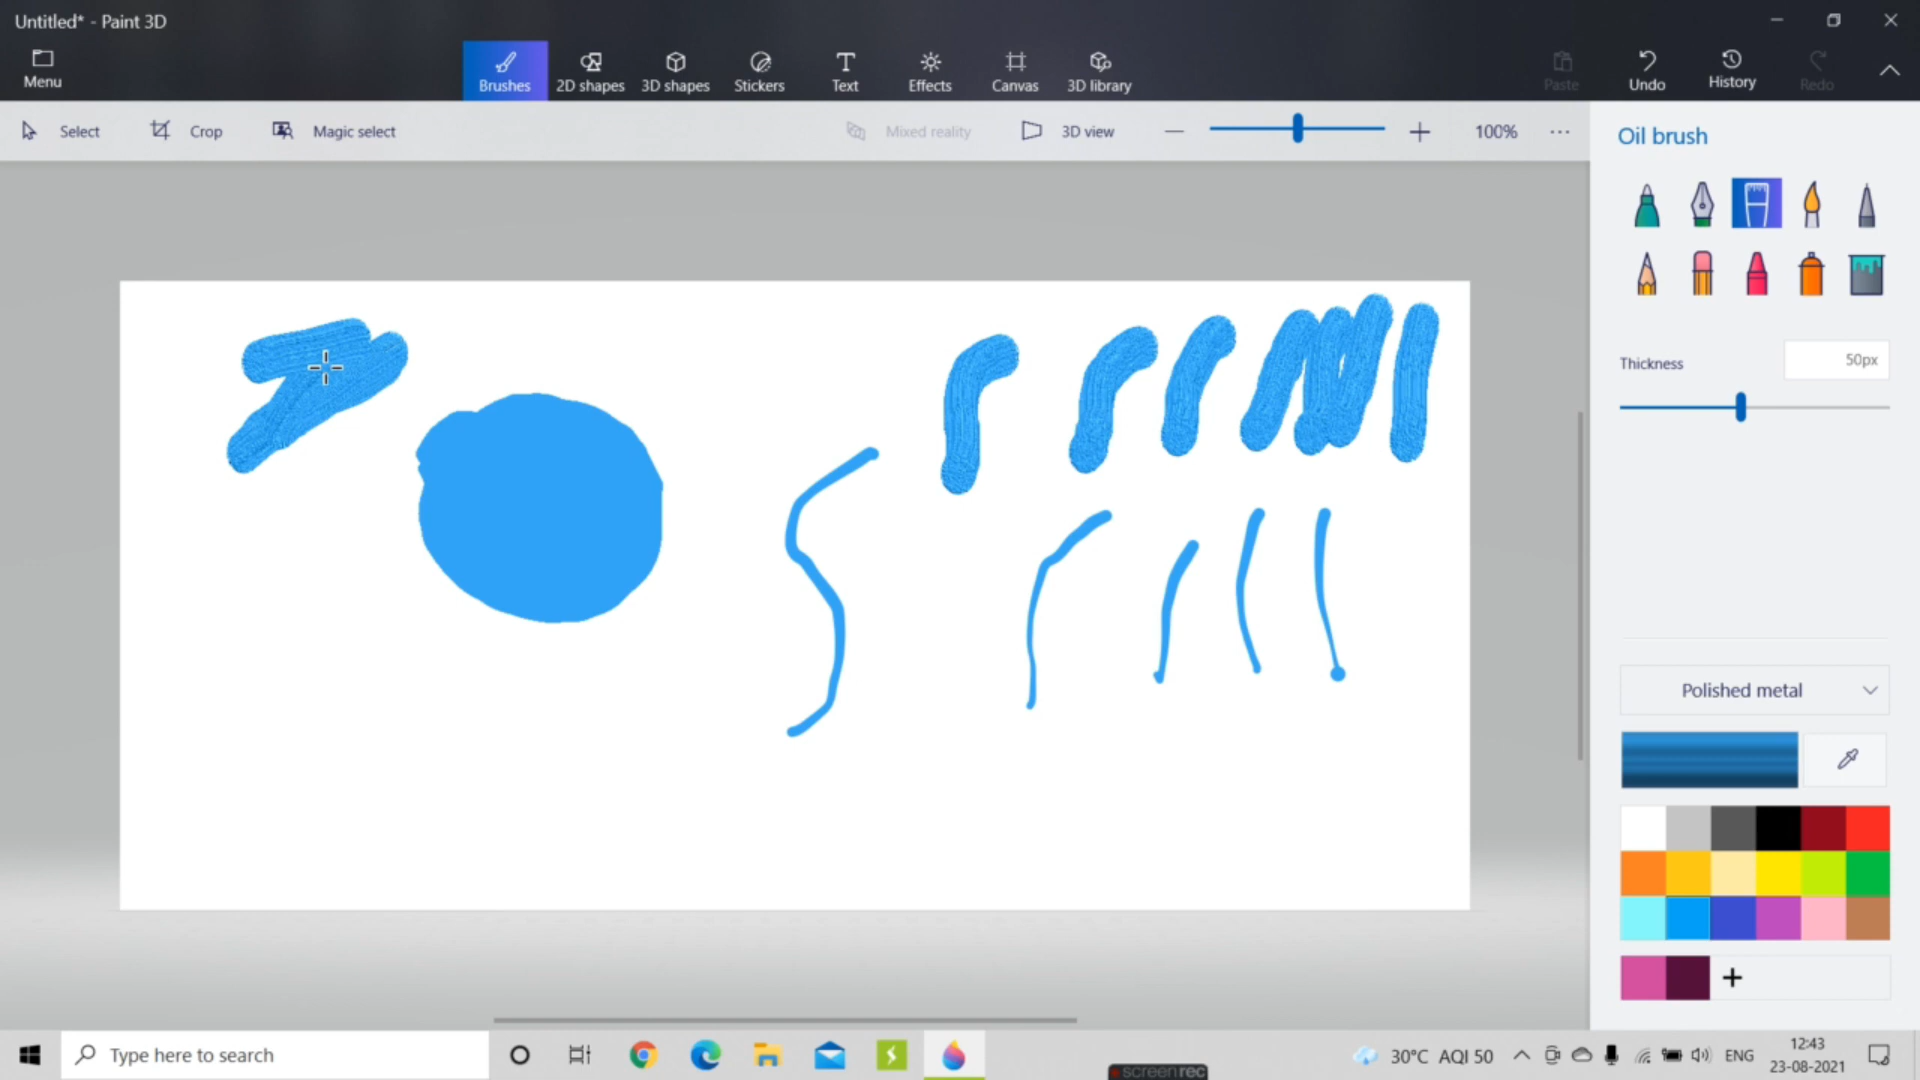 Untitled* - Paint 3D
Menu
Brushes
2D shapes
3D shapes
Stickers
Text
Effects
Canvas
3D library
Paste
Undo
History
Redo
Select
Crop
Magic select
Mixed reality
3D view
100%
Oil brush
Thickness
50px
Polished metal
Type here to search
screenrec
30°C AQI 50
ENG
12:43
23-08-2021